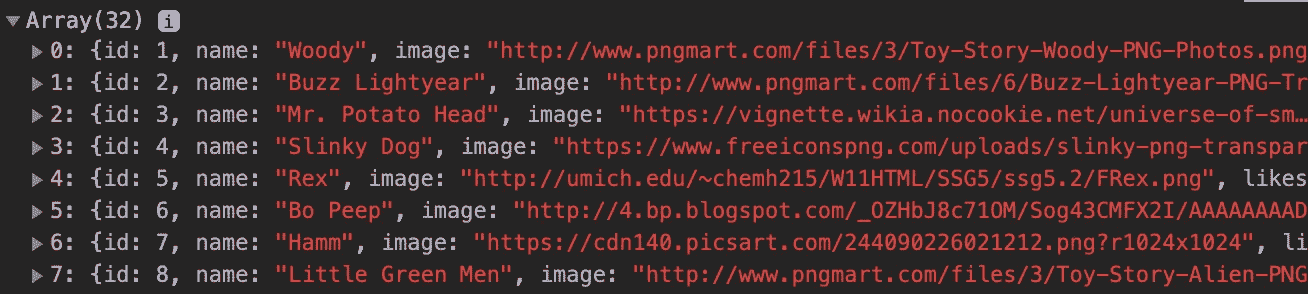 Array(32) i
0: {id: 1, name: "Woody", image: "http://www.pngmart.com/files/3/Toy-Story-Woody-PNG-Photos.png
1: {id: 2, name: "Buzz Lightyear", image: "http://www.pngmart.com/files/6/Buzz-Lightyear-PNG-Tr
2: {id: 3, name: "Mr. Potato Head", image: "https://vignette.wikia.nocookie.net/universe-of-sm…
3: {id: 4, name: "Slinky Dog", image: "https://www.freeiconspng.com/uploads/slinky-png-transpar
4: {id: 5, name: "Rex", image: "http://umich.edu/~chemh215/W11HTML/SSG5/ssg5.2/FRex.png", likes
5: {id: 6, name: "Bo Peep", image: "http://4.bp.blogspot.com/_OZHbJ8c71OM/Sog43CMFX2I/AAAAAAAAD
6: {id: 7, name: "Hamm", image: "https://cdn140.picsart.com/244090226021212.png?r1024x1024", li
7: {id: 8, name: "Little Green Men", image: "http://www.pngmart.com/files/3/Toy-Story-Alien-PNG